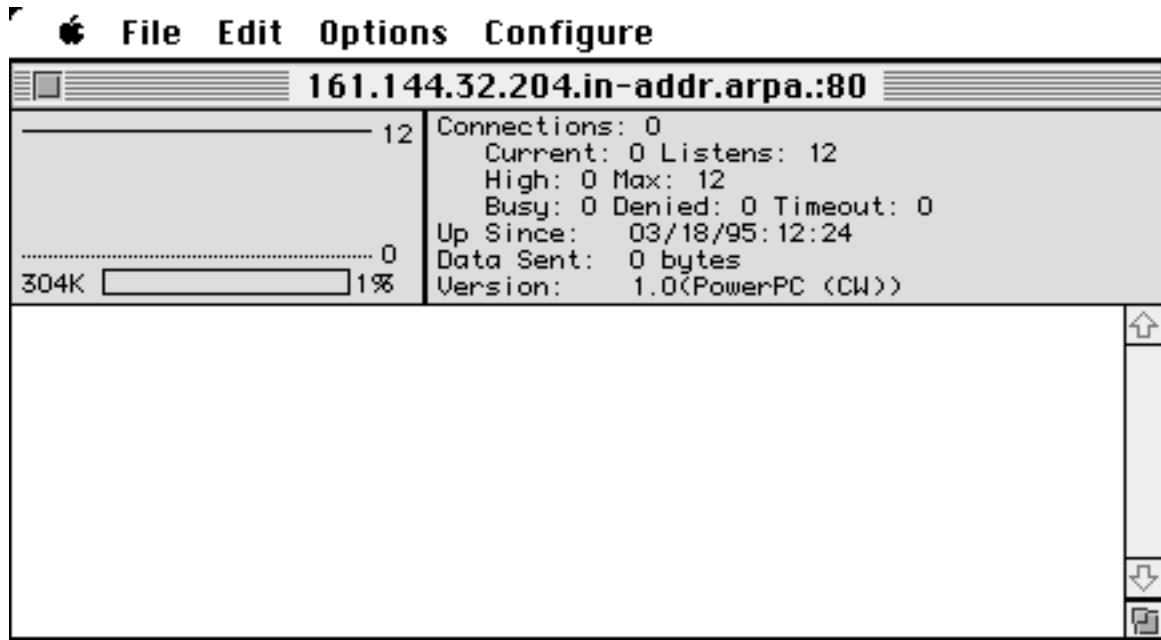 File Edit Options Configure
161.144.32.204.in-addr.arpa.:80
12
0
304K 1%
Connections: 0
Current: 0 Listens: 12
High: 0 Max: 12
Busy: 0 Denied: 0 Timeout: 0
Up Since: 03/18/95:12:24
Data Sent: 0 bytes
Version: 1.0(PowerPC (CW))